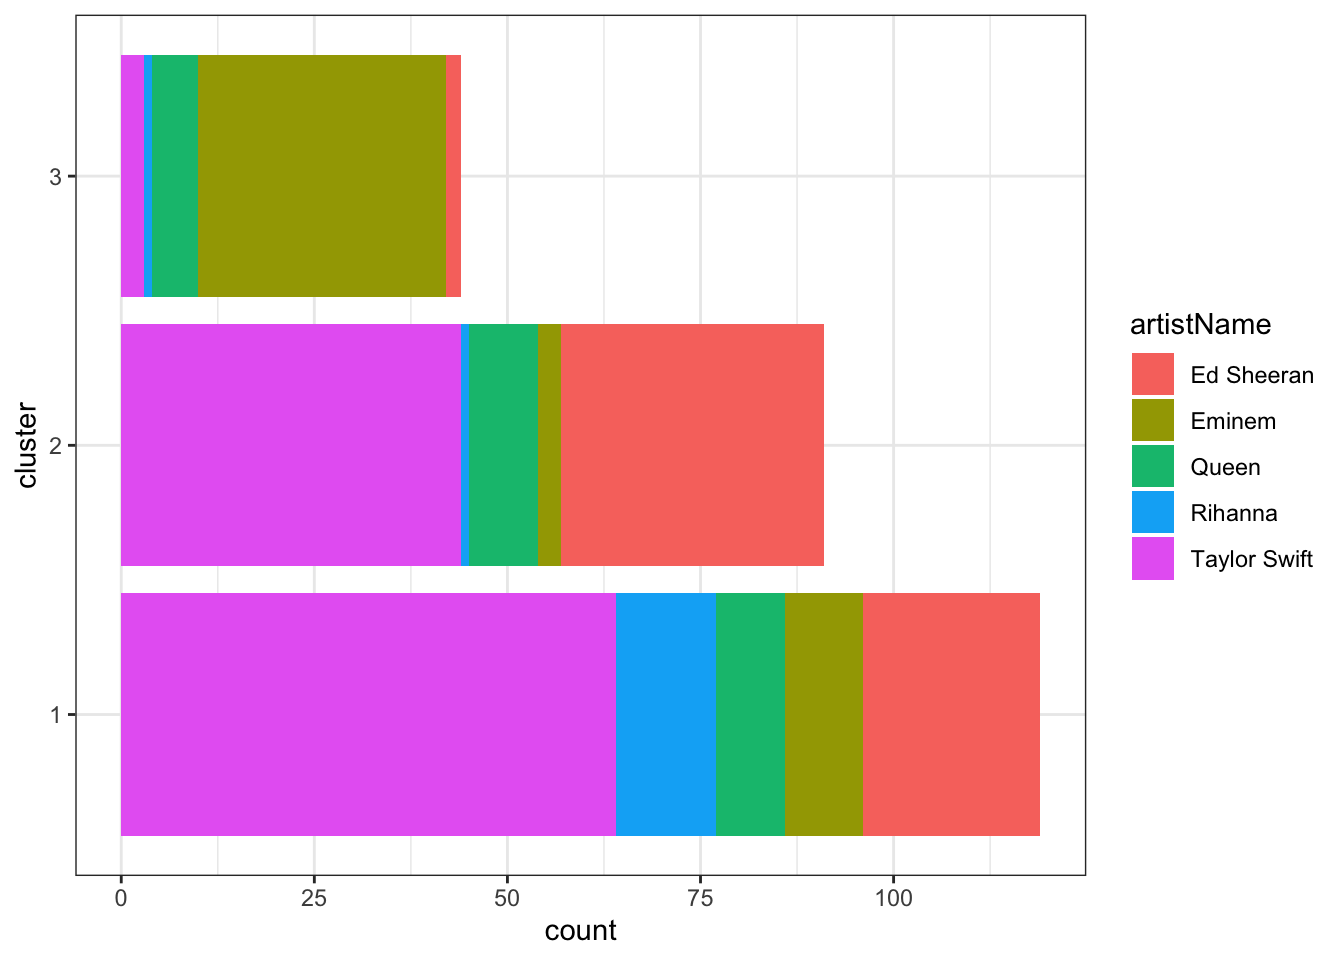 3
2
1
cluster
0
25
50
75
100
count
artistName
Ed Sheeran
Eminem
Queen
Rihanna
Taylor Swift